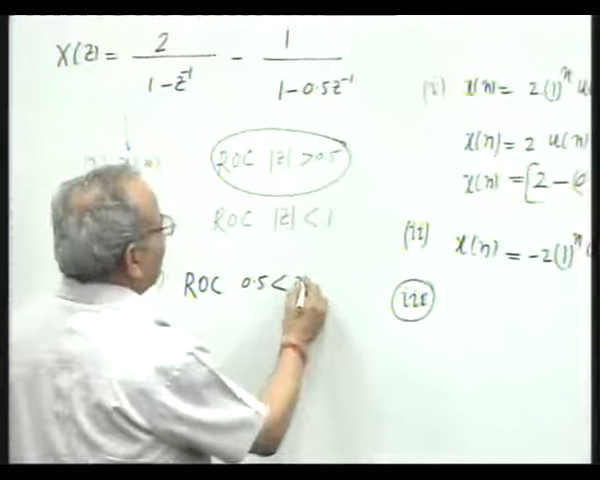 X(z) = 2 / (1 - z⁻¹) - 1 / (1 - 0.5z⁻¹)
ROC |z| > 0.5
ROC |z| < 1
ROC 0.5 <
(i) x(n) = 2(1)ⁿ u
x(n) = 2 u(n)
x(n) = [2 - (
(ii) x(n) = -2(1)ⁿ
iii